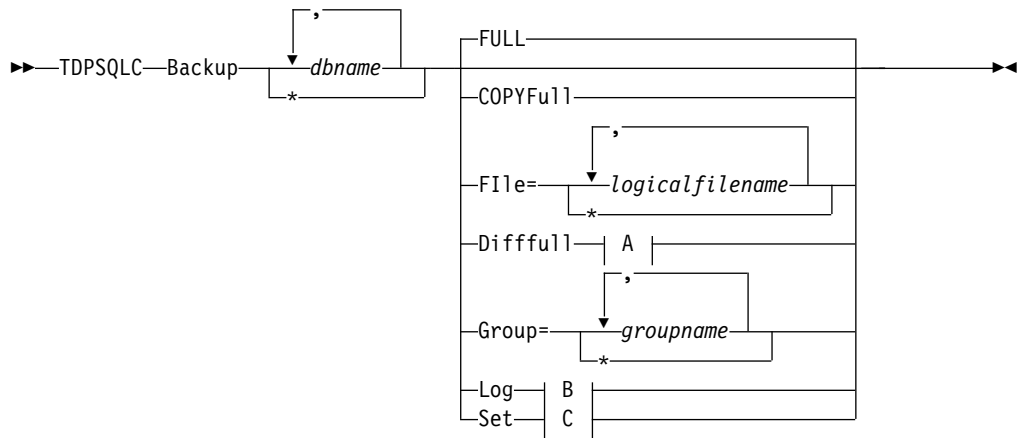 ,
FULL
TDPSQLC Backup dbname
*
COPYFull
,
FIle= logicalfilename
*
Difffull A
,
Group= groupname
*
Log B
Set C